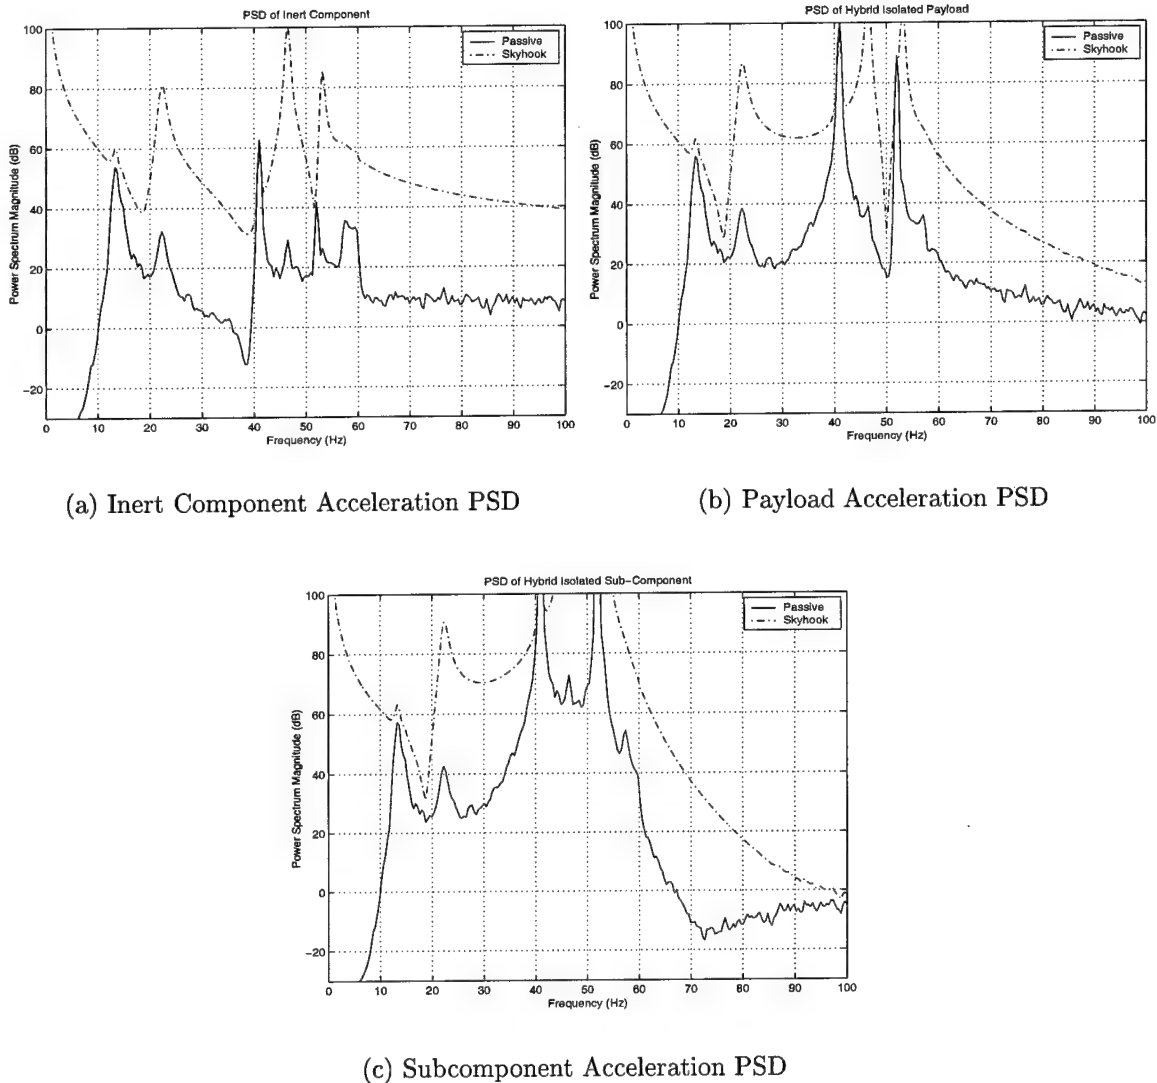 PSD of Inert Component
Passive
Skyhook
Power Spectrum Magnitude (dB)
100
80
60
40
20
0
−20
0 10 20 30 40 50 60 70 80 90 100
Frequency (Hz)
(a) Inert Component Acceleration PSD
PSD of Hybrid Isolated Payload
Passive
Skyhook
Power Spectrum Magnitude (dB)
100
80
60
40
20
0
−20
0 10 20 30 40 50 60 70 80 90 100
Frequency (Hz)
(b) Payload Acceleration PSD
PSD of Hybrid Isolated Sub−Component
Passive
Skyhook
Power Spectrum Magnitude (dB)
100
80
60
40
20
0
−20
0 10 20 30 40 50 60 70 80 90 100
Frequency (Hz)
(c) Subcomponent Acceleration PSD